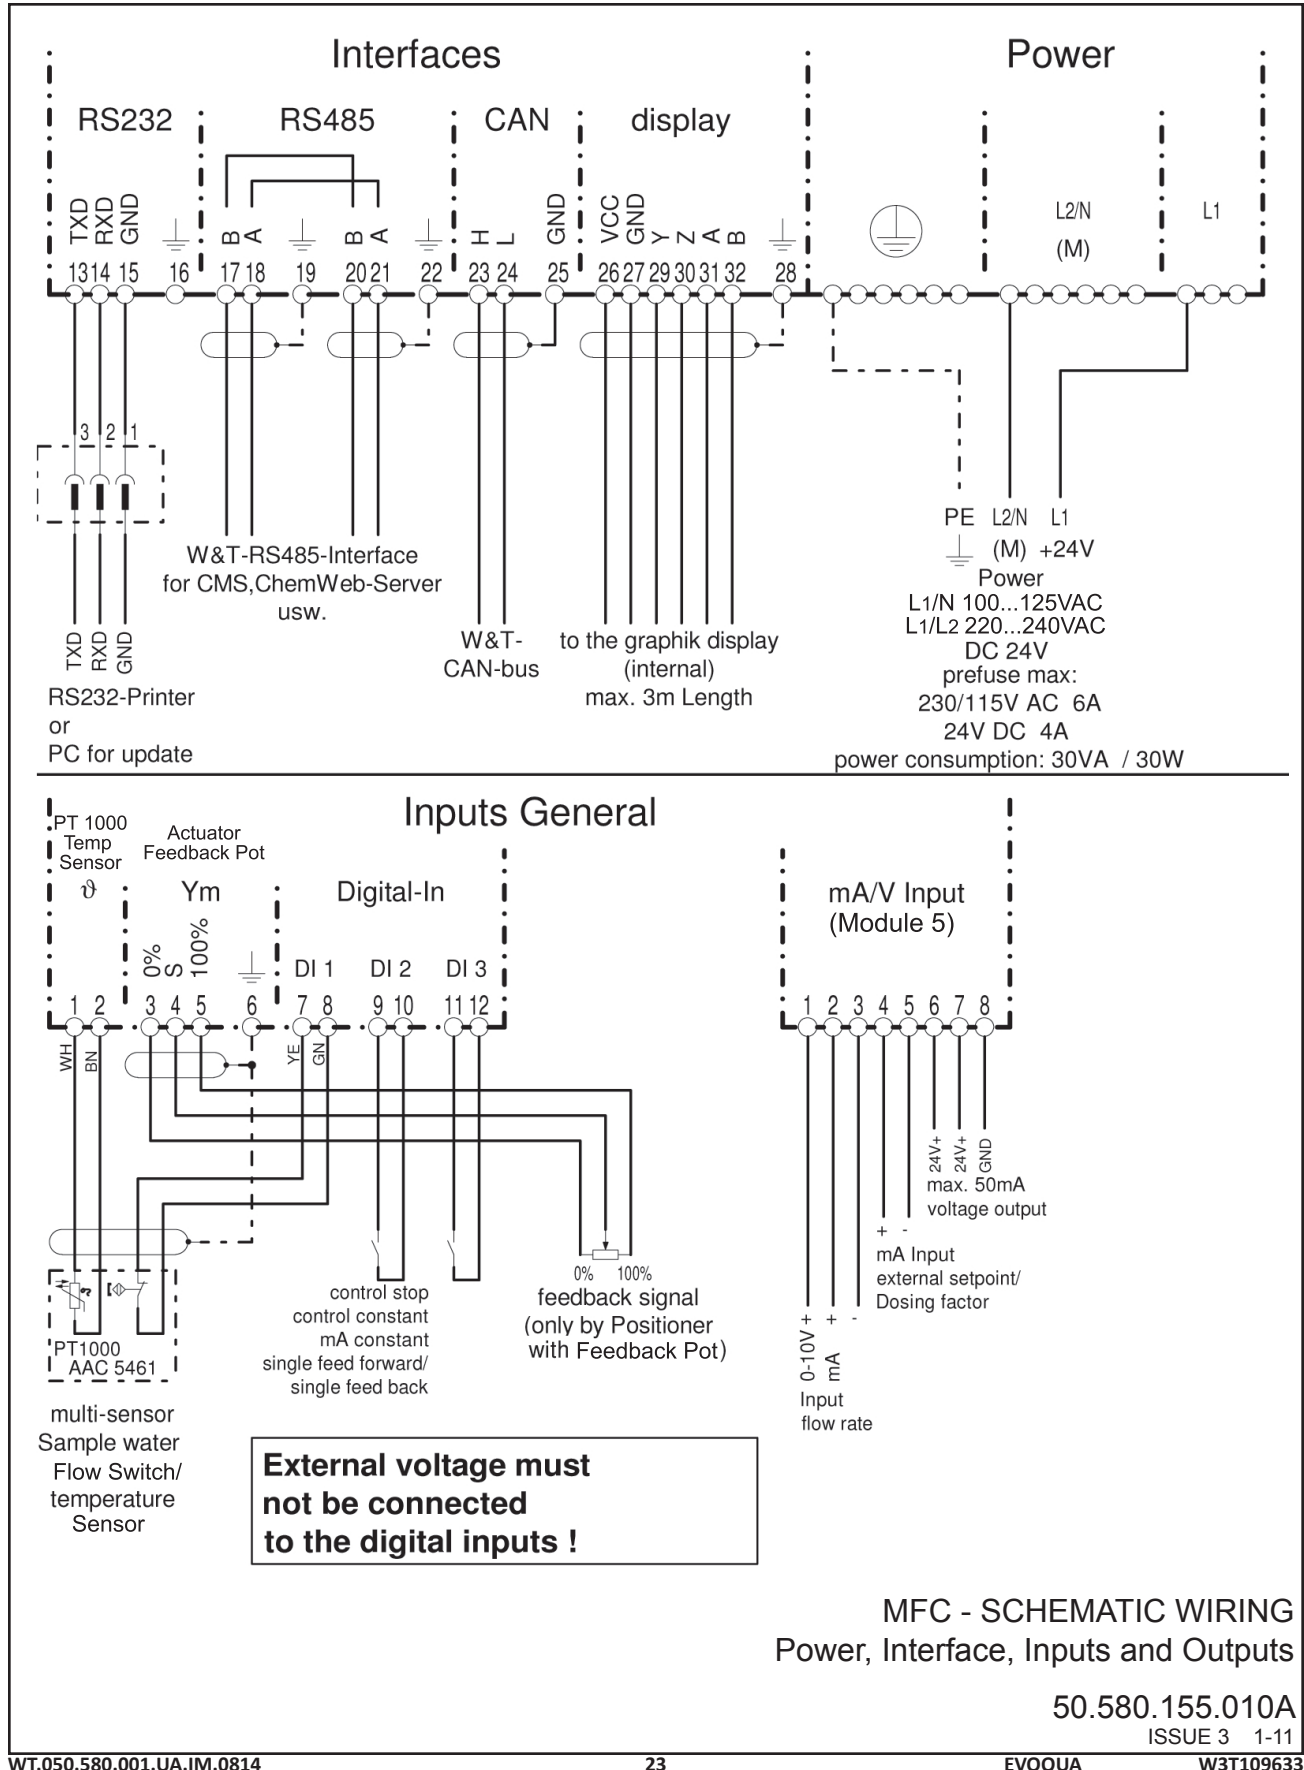 Interfaces Power
RS232 RS485 CAN display
TXD RXD GND B A B A H L GND VCC GND Y Z A B
L2/N
(M)
L1
13 14 15 16 17 18 19 20 21 22 23 24 25 26 27 29 30 31 32 28
3 2 1
TXD RXD GND
RS232-Printer
or
PC for update
W&T-RS485-Interface
for CMS,ChemWeb-Server
usw.
W&T-
CAN-bus
to the graphik display
(internal)
max. 3m Length
PE L2/N L1
(M) +24V
Power
L1/N 100...125VAC
L1/L2 220...240VAC
DC 24V
prefuse max:
230/115V AC 6A
24V DC 4A
power consumption: 30VA / 30W
Inputs General
PT 1000
Temp
Sensor
ϑ
Actuator
Feedback Pot
Ym
0% S 100%
Digital-In
DI 1 DI 2 DI 3
1 2 3 4 5 6 7 8 9 10 11 12
WH BN YE GN
mA/V Input
(Module 5)
1 2 3 4 5 6 7 8
24V+ 24V+ GND
max. 50mA
voltage output
+ -
mA Input
external setpoint/
Dosing factor
0-10V + mA + -
Input
flow rate
0% 100%
feedback signal
(only by Positioner
with Feedback Pot)
control stop
control constant
mA constant
single feed forward/
single feed back
ϑ
PT1000
AAC 5461
multi-sensor
Sample water
Flow Switch/
temperature
Sensor
External voltage must
not be connected
to the digital inputs !
MFC - SCHEMATIC WIRING
Power, Interface, Inputs and Outputs
50.580.155.010A
ISSUE 3 1-11
WT.050.580.001.UA.IM.0814 23 EVOQUA W3T109633